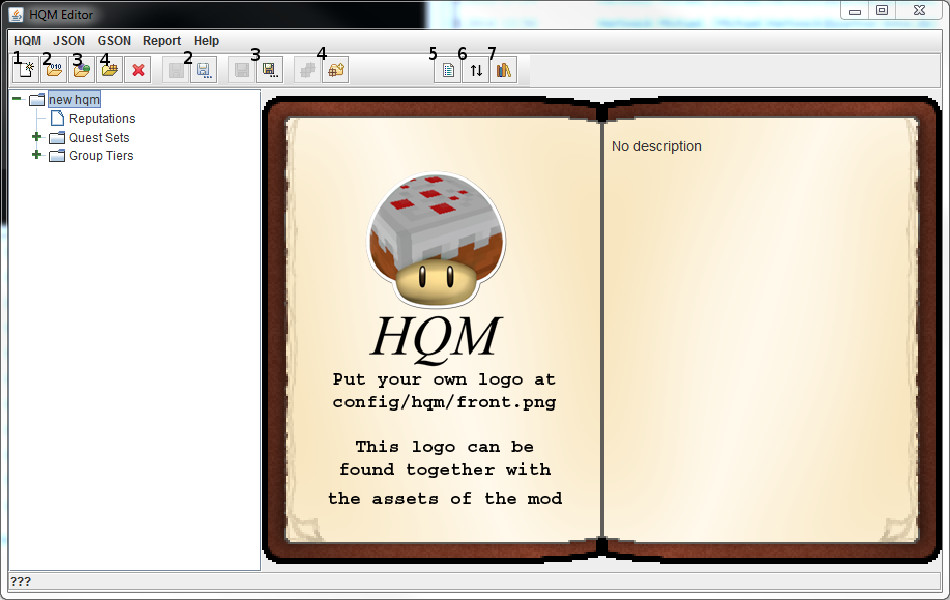 HQM Editor
HQM JSON GSON Report Help
1 2 3 4 2 3 4 5 6 7
010
new hqm
Reputations
Quest Sets
Group Tiers
HQM
Put your own logo at
config/hqm/front.png
This logo can be
found together with
the assets of the mod
No description
???